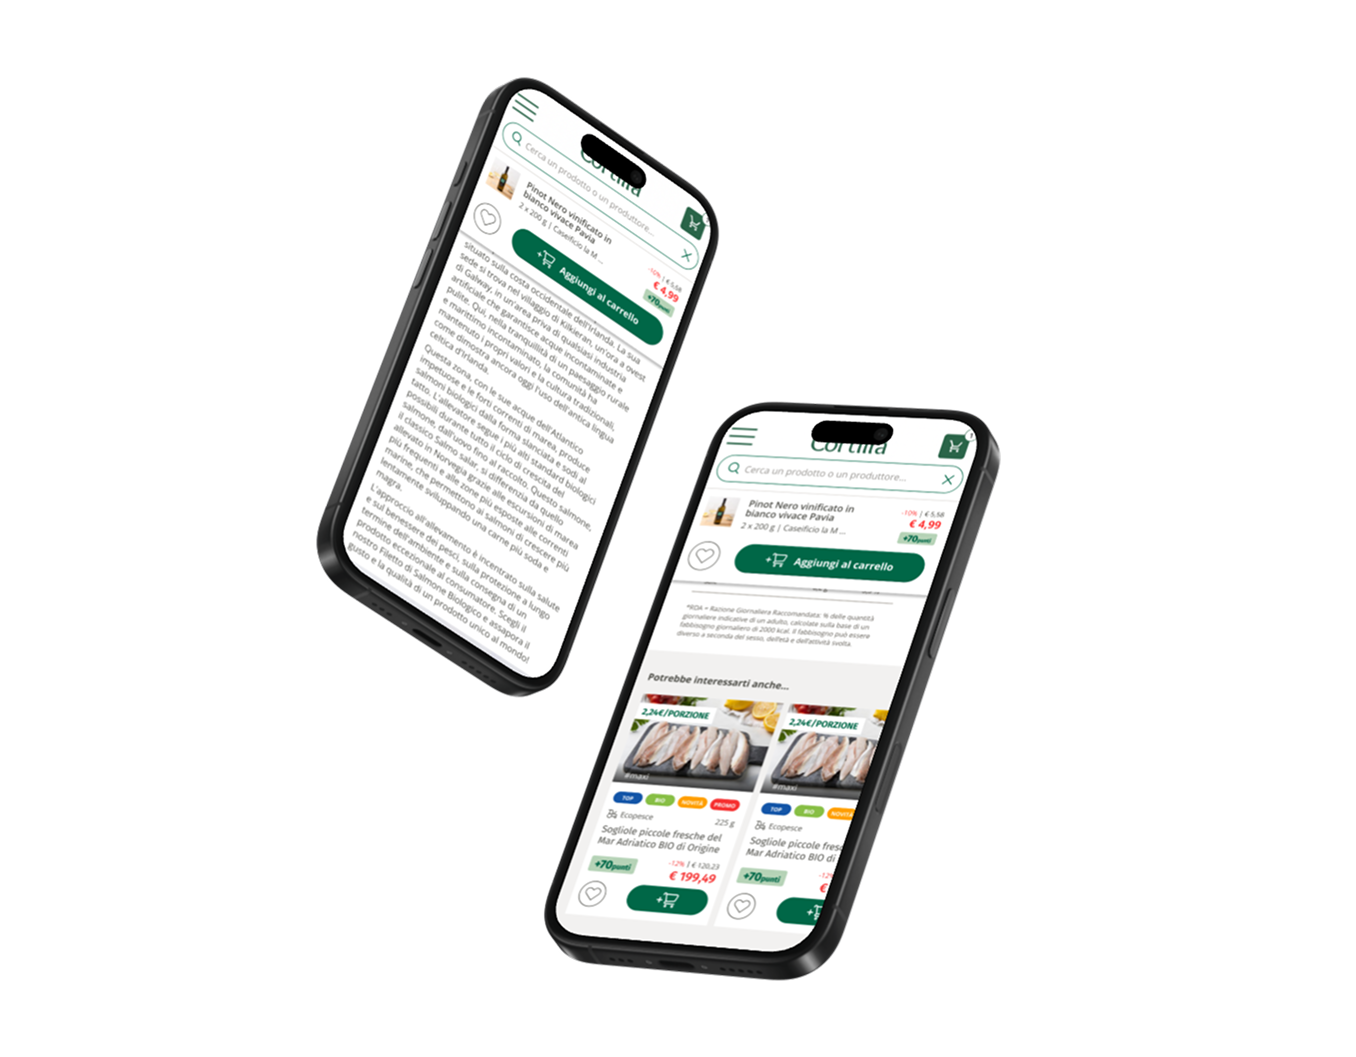 Cortilia
Cerca un prodotto o un produttore...
Pinot Nero vinificato in
bianco vivace Pavia
2 x 200 g | Caseificio la M ...
-10% | € 5,58
€ 4,99
+70punti
Aggiungi al carrello
situato sulla costa occidentale dell'Irlanda. La sua
sede si trova nel villaggio di Kilkieran, un'ora a ovest
di Galway, in un'area priva di qualsiasi industria
artificiale che garantisce acque incontaminate e
pulite. Qui, nella tranquillità di un paesaggio rurale
e marittimo incontaminato, la comunità ha
mantenuto i propri valori e la cultura tradizionali,
come dimostra ancora oggi l'uso dell'antica lingua
celtica d'Irlanda.
Questa zona, con le sue acque dell'Atlantico
impetuose e le forti correnti di marea, produce
salmoni biologici dalla forma slanciata e sodi al
tatto. L'allevatore segue i più alti standard biologici
possibili durante tutto il ciclo di crescita del
salmone, dall'uovo fino al raccolto. Questo salmone,
il classico Salmo salar, si differenzia da quello
allevato in Norvegia grazie alle escursioni di marea
più frequenti e alle zone più esposte alle correnti
marine, che permettono ai salmoni di crescere più
lentamente sviluppando una carne più soda e
magra.
L'approccio all'allevamento è incentrato sulla salute
e sul benessere dei pesci, sulla protezione a lungo
termine dell'ambiente e sulla consegna di un
prodotto eccezionale al consumatore. Scegli il
nostro Filetto di Salmone Biologico e assapora il
gusto e la qualità di un prodotto unico al mondo!
Cortilia
1
Cerca un prodotto o un produttore...
Pinot Nero vinificato in
bianco vivace Pavia
2 x 200 g | Caseificio la M ...
-10% | € 5,58
€ 4,99
+70punti
Aggiungi al carrello
*RDA = Razione Giornaliera Raccomandata: % delle quantità
giornaliere indicative di un adulto, calcolate sulla base di un
fabbisogno giornaliero di 2000 kcal. Il fabbisogno può essere
diverso a seconda del sesso, dell'età e dell'attività svolta.
Potrebbe interessarti anche...
2,24€/PORZIONE
#maxi
TOP BIO NOVITÀ PROMO
Ecopesce
225 g
Sogliole piccole fresche del
Mar Adriatico BIO di Origine
+70punti
-12% | € 120,23
€ 199,49
2,24€/PORZIONE
#maxi
TOP BIO NOVITÀ
Ecopesce
Sogliole piccole fresc
Mar Adriatico BIO di
+70punti
-12%
€